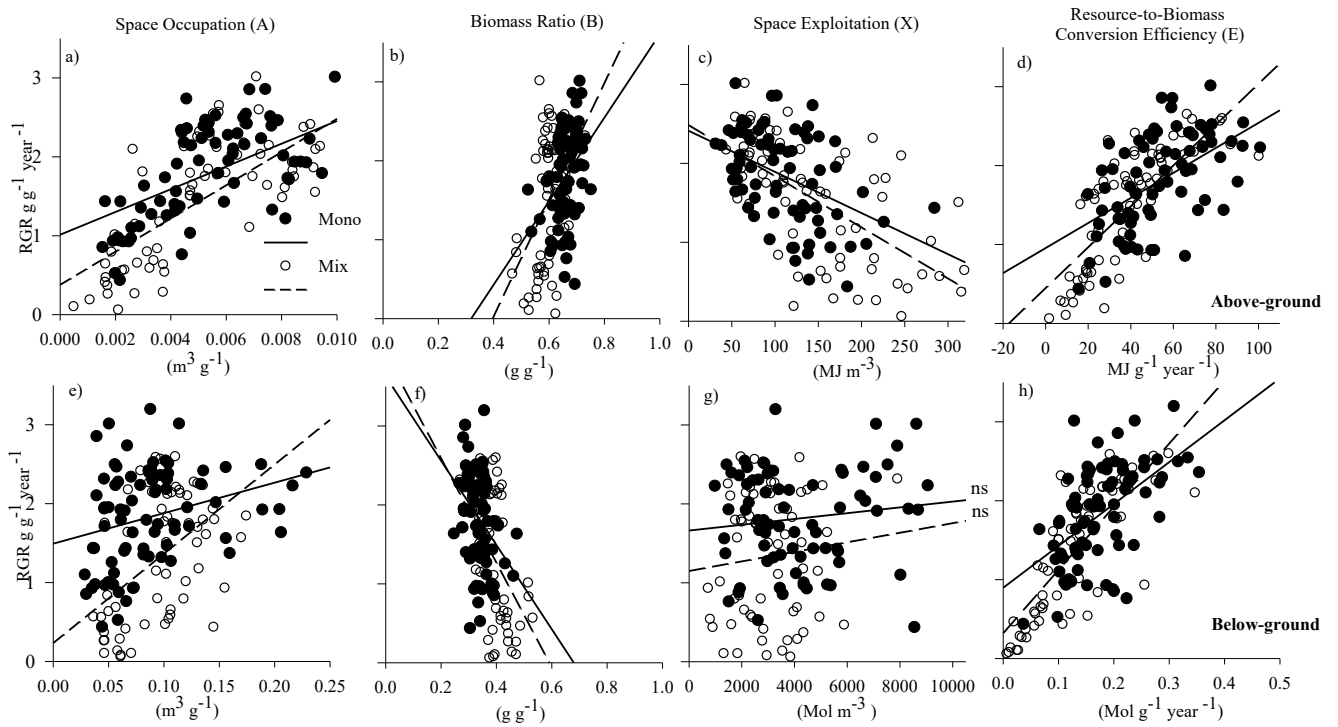 Space Occupation (A)
Biomass Ratio (B)
Space Exploitation (X)
Resource-to-Biomass
Conversion Efficiency (E)
a)
b)
c)
d)
RGR g g⁻¹ year⁻¹
3
2
1
0
Mono
Mix
Above-ground
0.000 0.002 0.004 0.006 0.008 0.010
(m³ g⁻¹)
0.0 0.2 0.4 0.6 0.8 1.0
(g g⁻¹)
0 50 100 150 200 250 300
(MJ m⁻³)
-20 0 20 40 60 80 100
MJ g⁻¹ year⁻¹)
e)
f)
g)
h)
RGR g g⁻¹ year⁻¹
3
2
1
0
ns
ns
Below-ground
0.00 0.05 0.10 0.15 0.20 0.25
(m³ g⁻¹)
0.0 0.2 0.4 0.6 0.8 1.0
(g g⁻¹)
0 2000 4000 6000 8000 10000
(Mol m⁻³)
0.0 0.1 0.2 0.3 0.4 0.5
(Mol g⁻¹ year⁻¹)